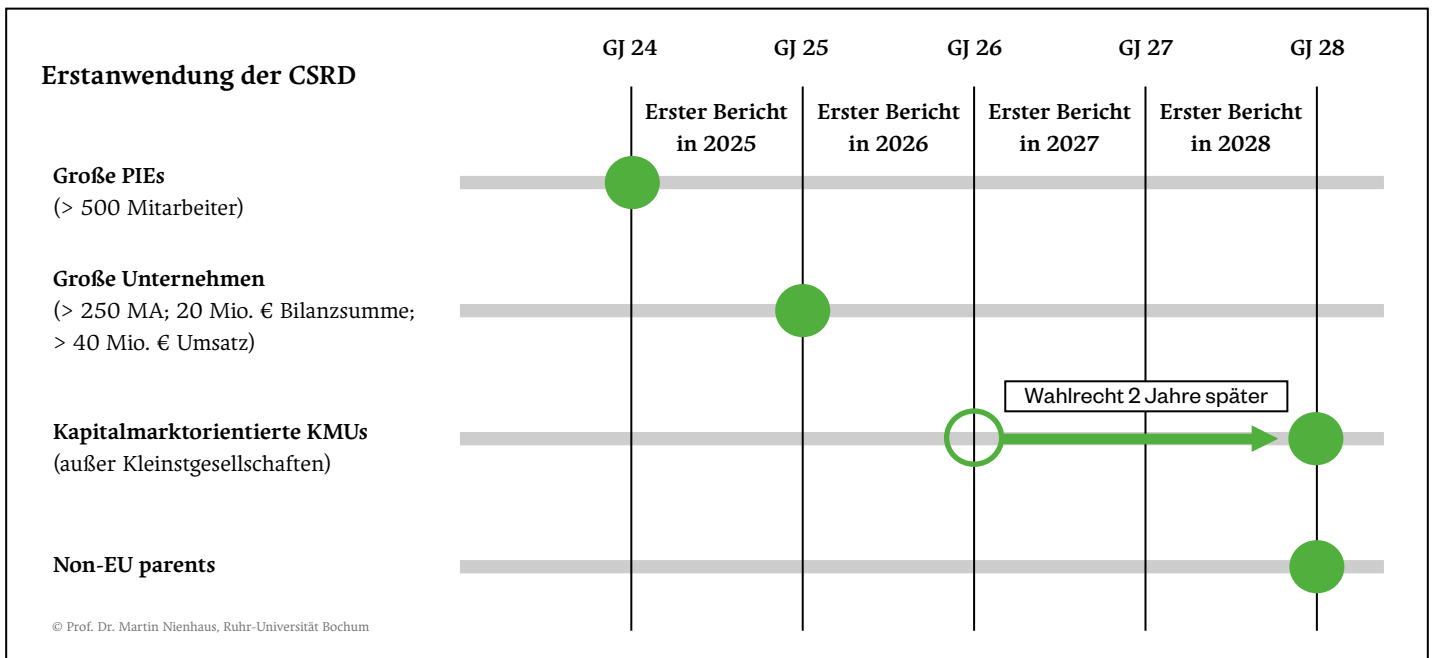 Erstanwendung der CSRD
GJ 24
GJ 25
GJ 26
GJ 27
GJ 28
Erster Bericht
in 2025
Erster Bericht
in 2026
Erster Bericht
in 2027
Erster Bericht
in 2028
Große PIEs
(> 500 Mitarbeiter)
Große Unternehmen
(> 250 MA; 20 Mio. € Bilanzsumme;
> 40 Mio. € Umsatz)
Wahlrecht 2 Jahre später
Kapitalmarktorientierte KMUs
(außer Kleinstgesellschaften)
Non-EU parents
© Prof. Dr. Martin Nienhaus, Ruhr-Universität Bochum